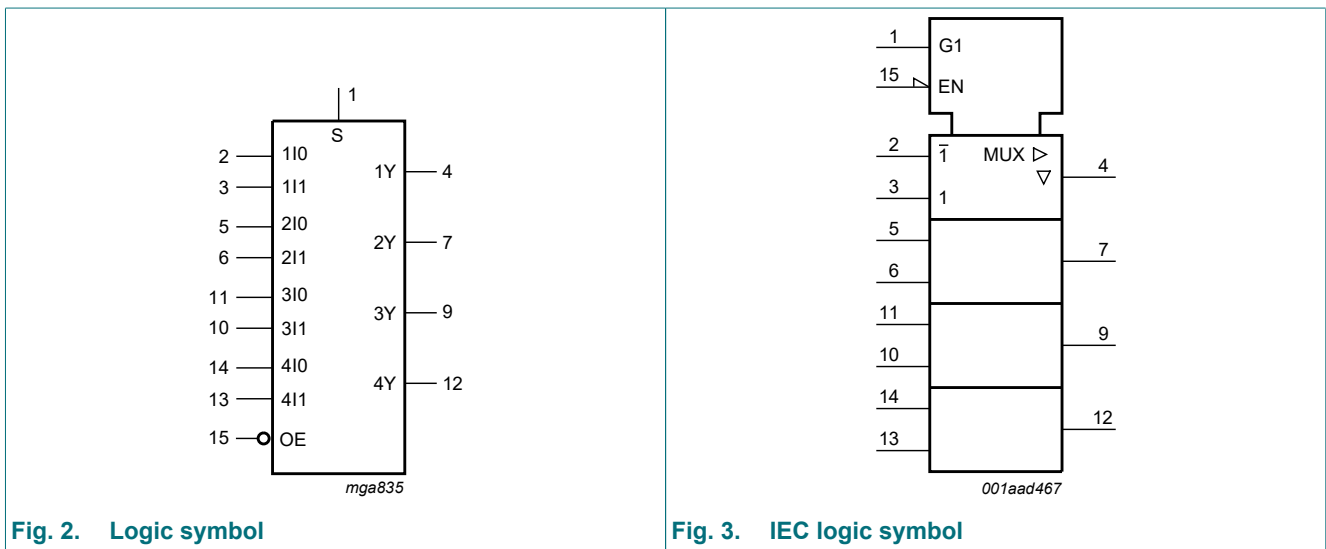 1
S
2 1I0
1Y 4
3 1I1
5 2I0
2Y 7
6 2I1
11 3I0
3Y 9
10 3I1
14 4I0
4Y 12
13 4I1
15 OE
mga835
Fig. 2. Logic symbol
1 G1
15 EN
2 1̅ MUX
4
3 1
5
7
6
11
9
10
14
12
13
001aad467
Fig. 3. IEC logic symbol